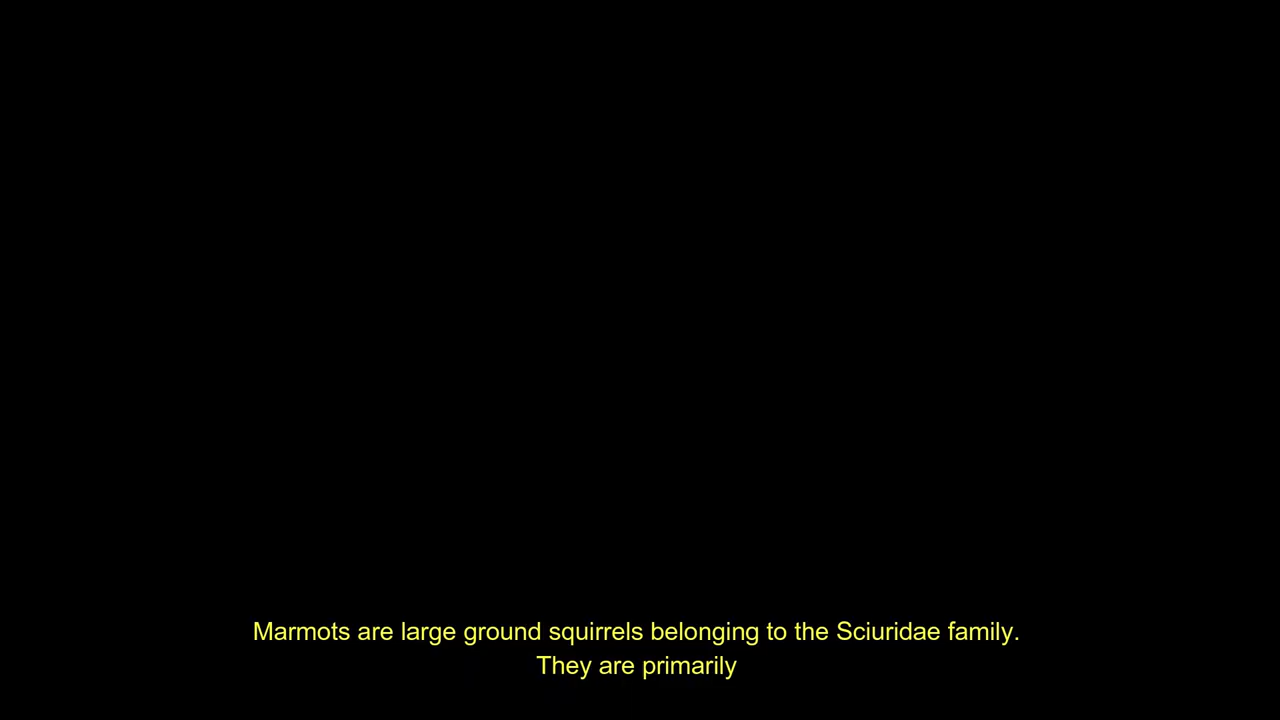 Marmots are large ground squirrels belonging to the Sciuridae family.
They are primarily